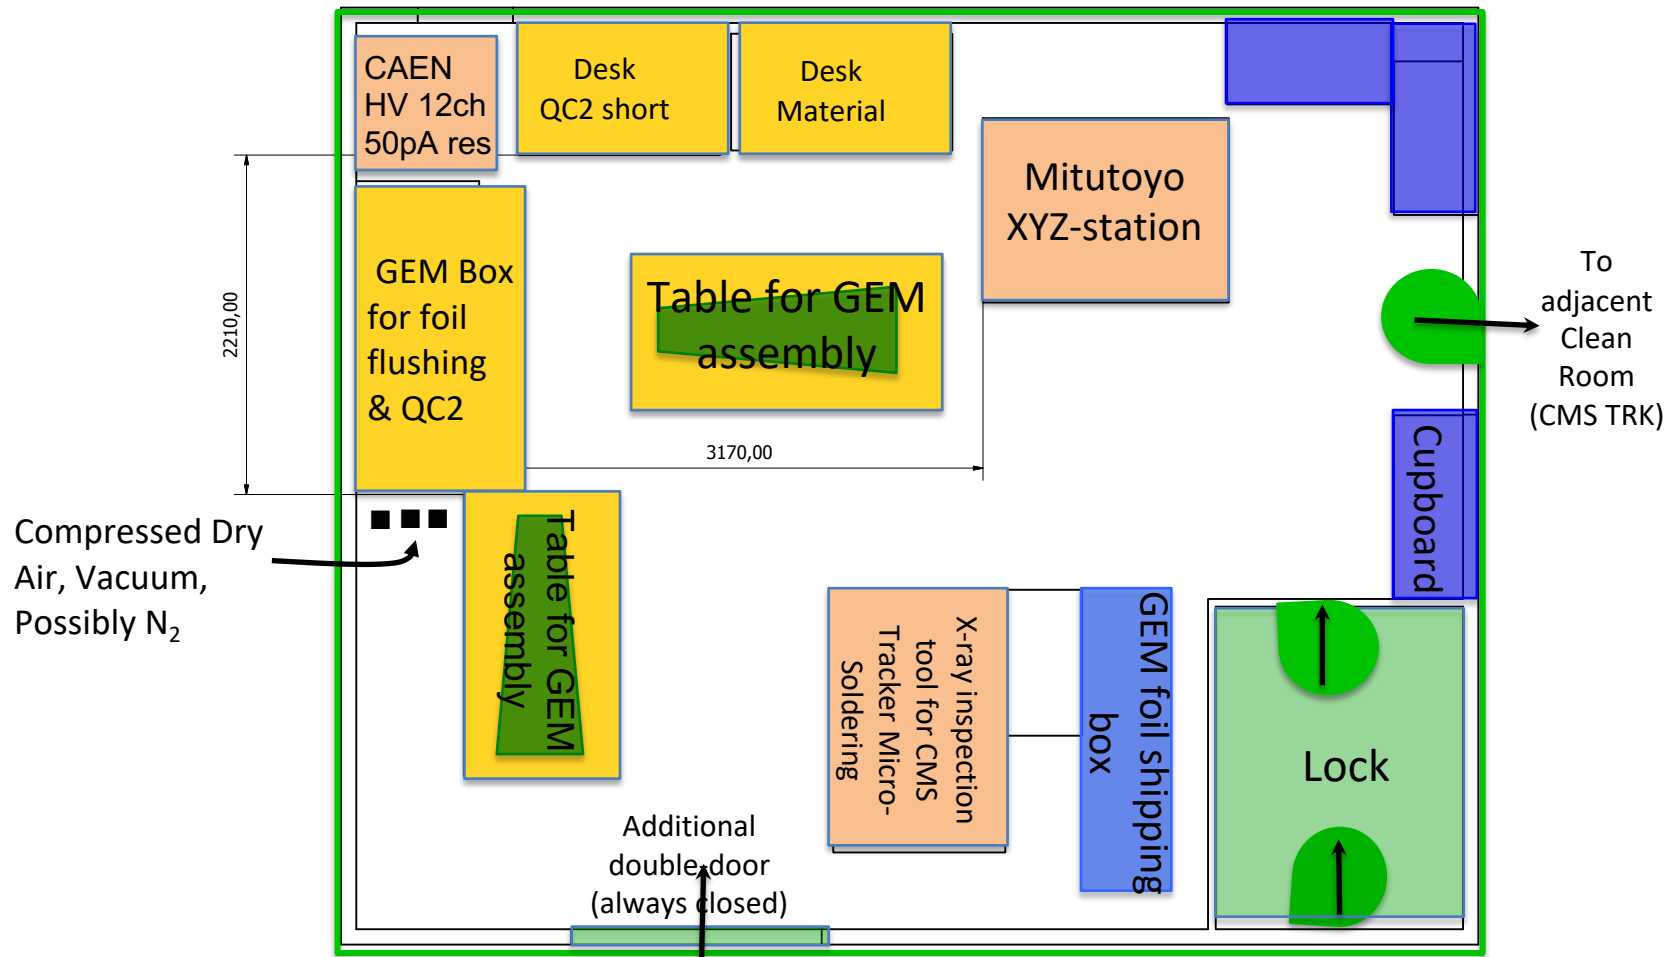 CAEN
HV 12ch
50pA res
Desk
QC2 short
Desk
Material
Mitutoyo
XYZ-station
2210,00
GEM Box
for foil
flushing
& QC2
Table for GEM
assembly
To
adjacent
Clean
Room
(CMS TRK)
3170,00
Cupboard
Compressed Dry
Air, Vacuum,
Possibly N₂
Table for GEM
assembly
X-ray inspection
tool for CMS
Tracker Micro-
Soldering
GEM foil shipping
box
Lock
Additional
double door
(always closed)